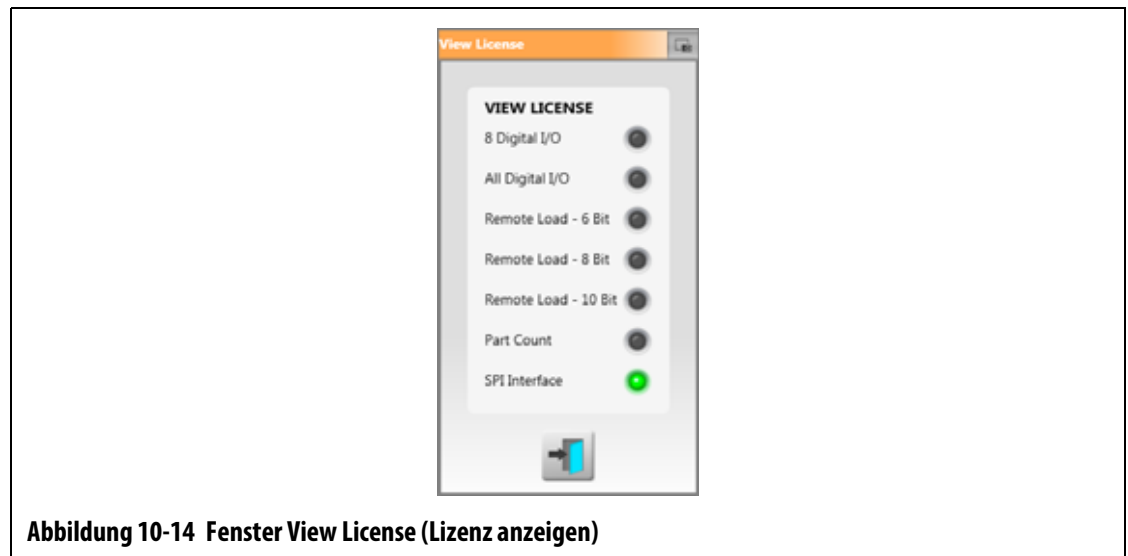 View License
VIEW LICENSE
8 Digital I/O
All Digital I/O
Remote Load - 6 Bit
Remote Load - 8 Bit
Remote Load - 10 Bit
Part Count
SPI Interface
Abbildung 10-14 Fenster View License (Lizenz anzeigen)